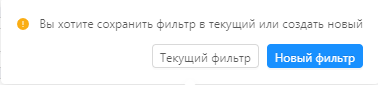 Вы хотите сохранить фильтр в текущий или создать новый
Текущий фильтр
Новый фильтр